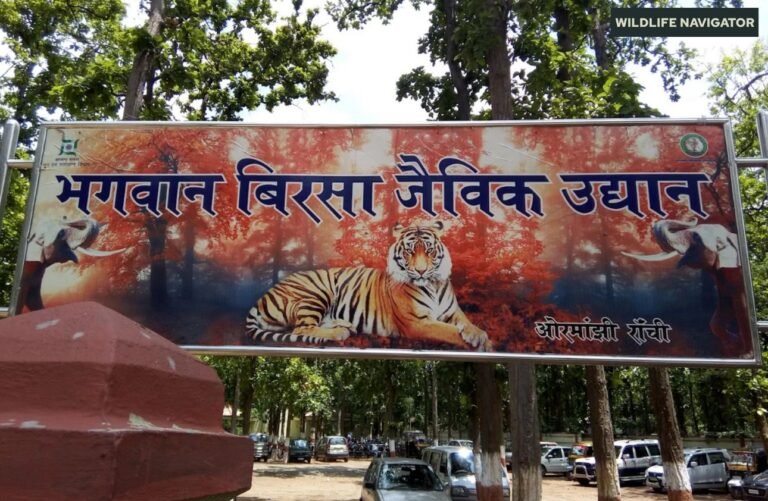 WILDLIFE NAVIGATOR
भगवान बिरसा जैविक उद्यान
ओरमांझी राँची